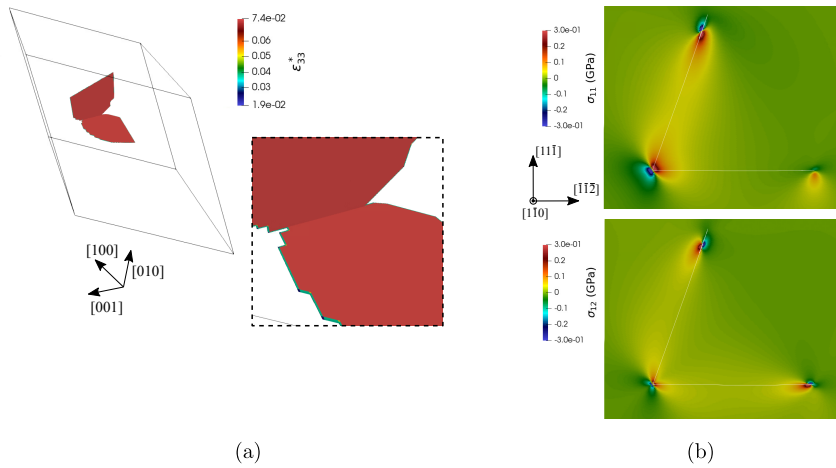 7.4e-02
0.06
0.05
0.04
0.03
1.9e-02
ε*33
[100]
[010]
[001]
(a)
3.0e-01
0.2
0.1
0
-0.1
-0.2
-3.0e-01
σ11 (GPa)
[111̄]
[1̄1̄2̄]
[11̄0]
3.0e-01
0.2
0.1
0
-0.1
-0.2
-3.0e-01
σ12 (GPa)
(b)